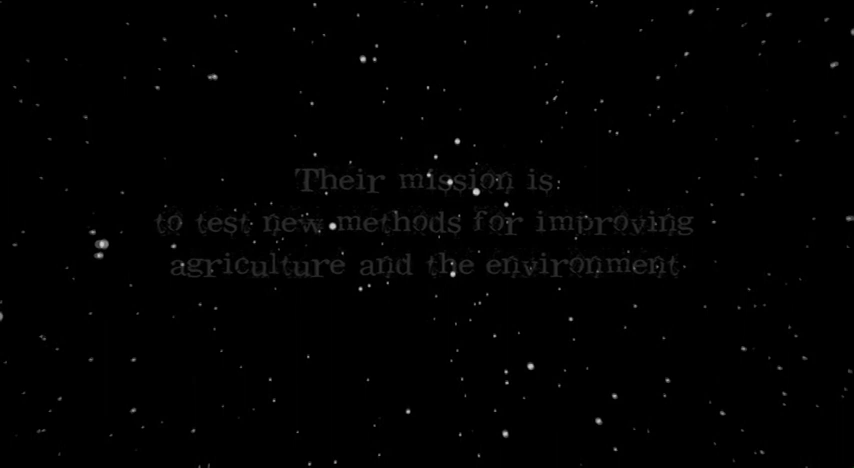 Their mission is
to test new methods for improving
agriculture and the environment